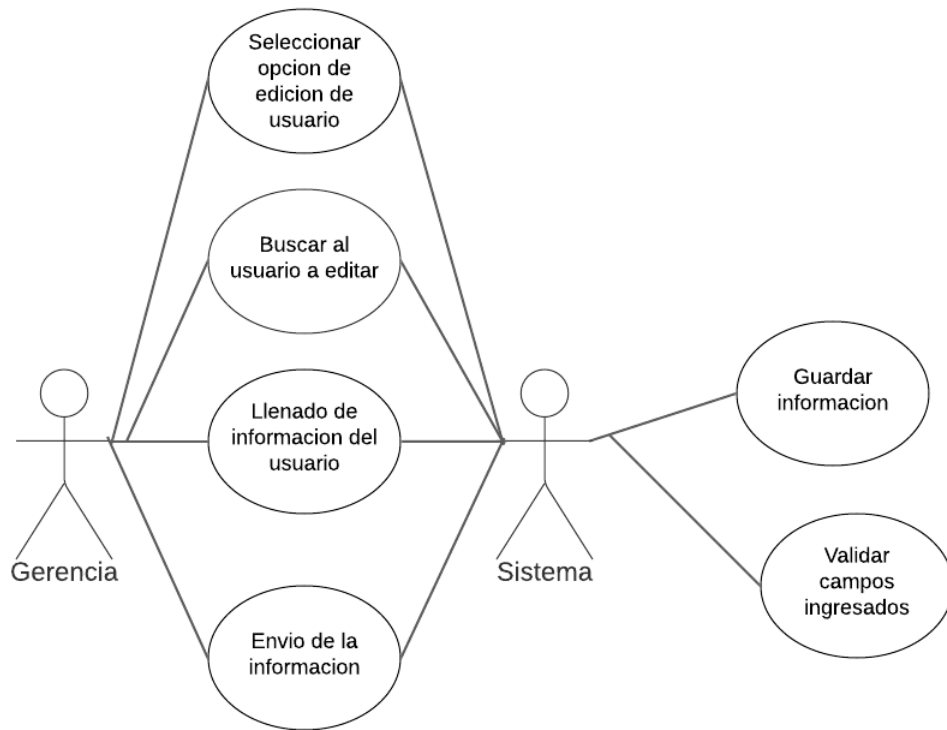 Seleccionar
opcion de
edicion de
usuario
Buscar al
usuario a editar
Llenado de
informacion del
usuario
Envio de la
informacion
Gerencia
Sistema
Guardar
informacion
Validar
campos
ingresados